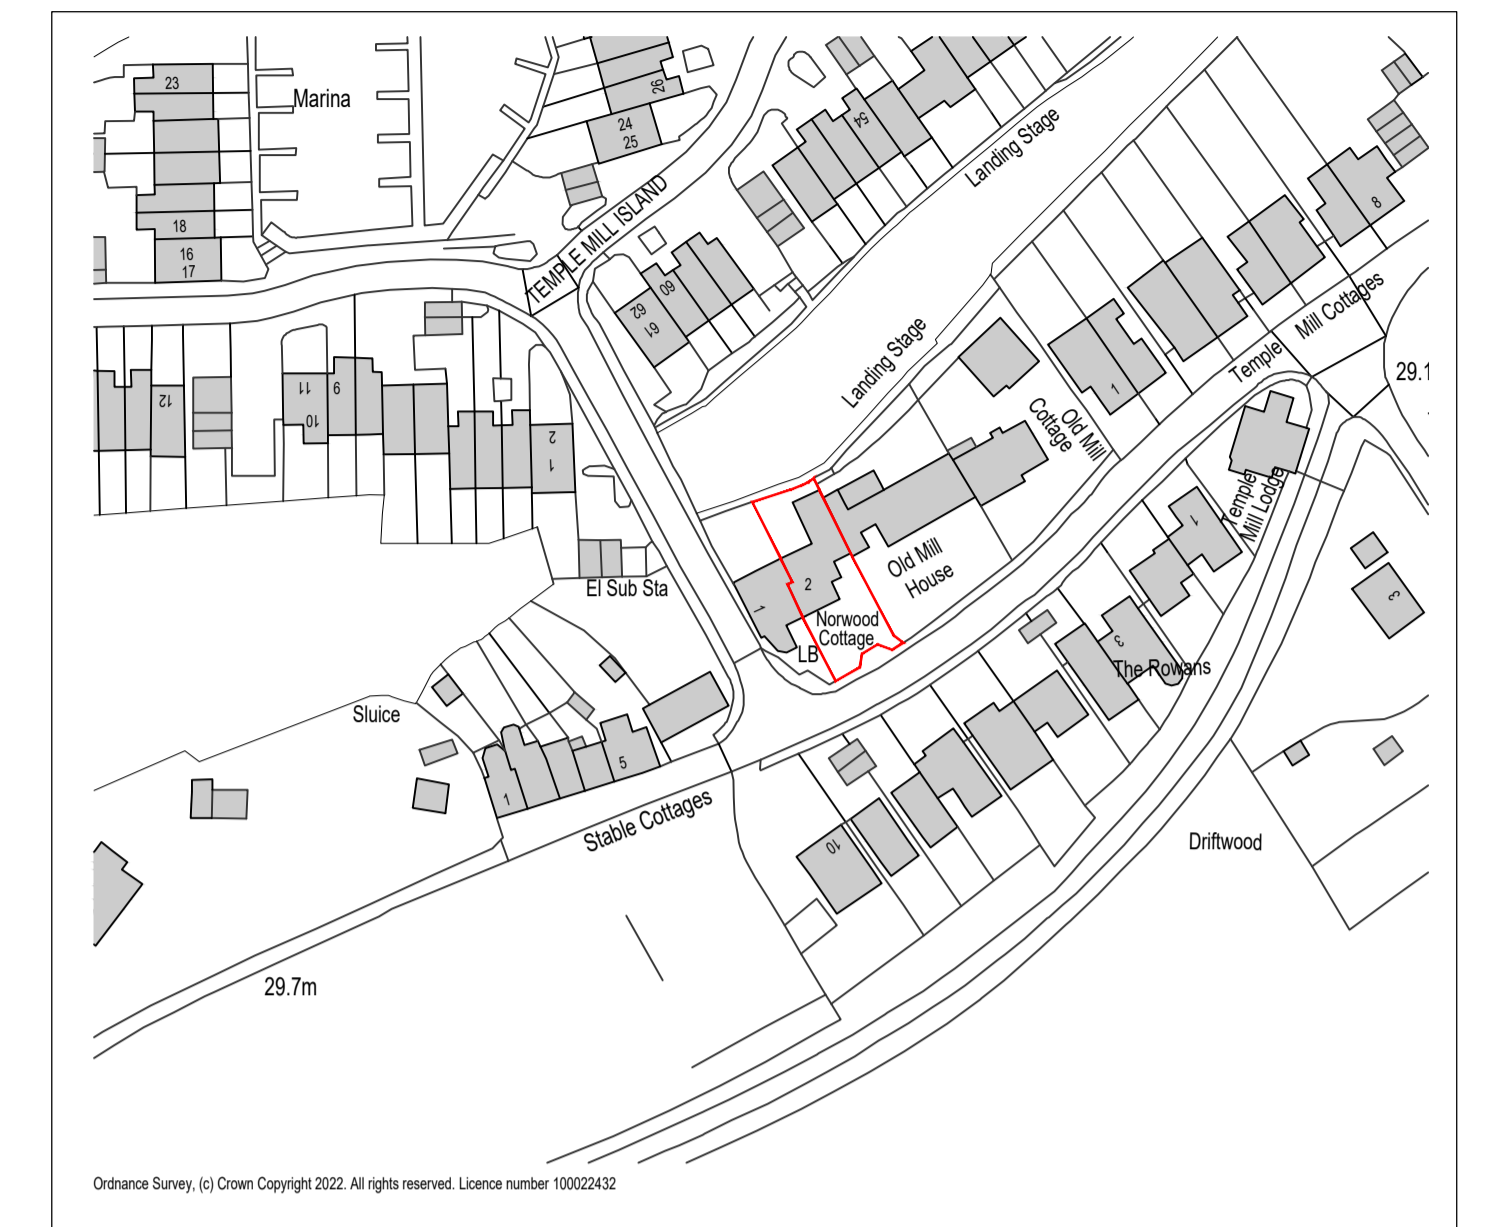 23
Marina
26
24
25
54
Landing Stage
18
16
17
TEMPLE MILL ISLAND
8
60
62
61
Mill Cottages
Temple
29.1
Landing Stage
1
Old Mill
Cottage
12
11
10
9
2
1
Temple
Mill Lodge
1
El Sub Sta
Old Mill
House
2
1
Norwood
Cottage
LB
3
3
The Rowans
Sluice
5
1
Stable Cottages
10
Driftwood
29.7m
Ordnance Survey, (c) Crown Copyright 2022. All rights reserved. Licence number 100022432